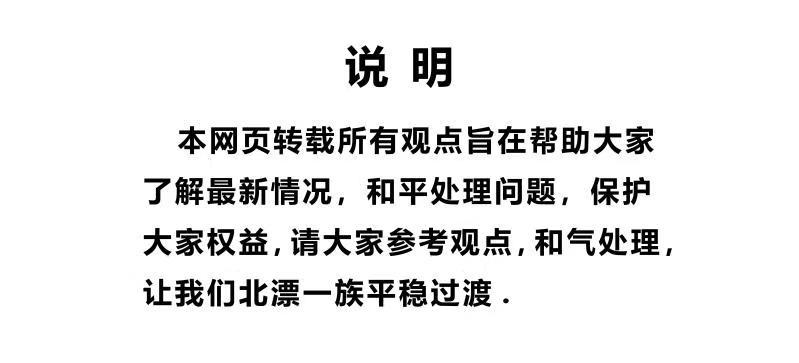 说 明
本网页转载所有观点旨在帮助大家
了解最新情况，和平处理问题，保护
大家权益，请大家参考观点，和气处理，
让我们北漂一族平稳过渡．